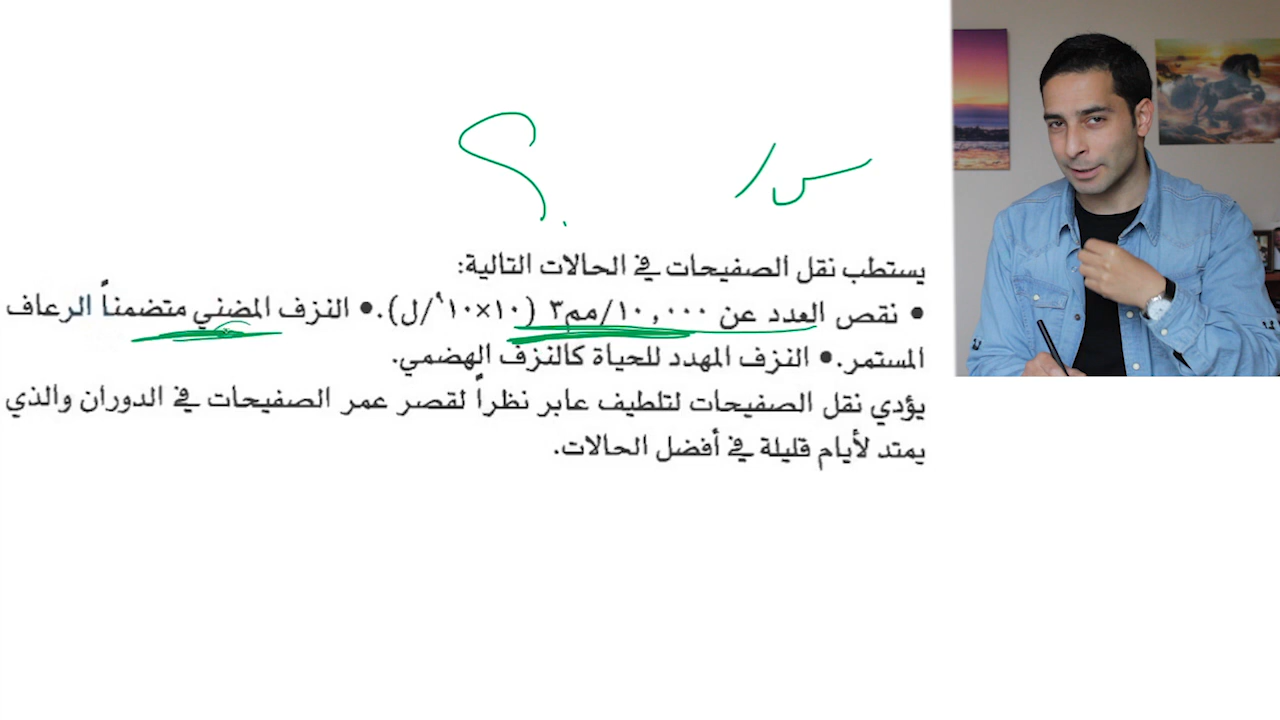 ؟
يستطب نقل الصفيحات في الحالات التالية:
• نقص العدد عن ١٠,٠٠٠/مم٣ (١٠×١٠٩/ل). • النزف المضني متضمناً الرعاف
المستمر. • النزف المهدد للحياة كالنزف الهضمي.
يؤدي نقل الصفيحات لتلطيف عابر نظراً لقصر عمر الصفيحات في الدوران والذي
يمتد لأيام قليلة في أفضل الحالات.